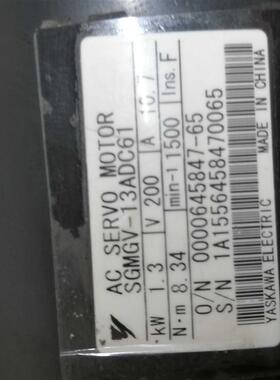 AC SERVO MOTOR
SGMGV-13ADC61
kW 1.3 V 200 A 10.7
N·m 8.34 min-1 1500 Ins. F
O/N 0000645847-65
S/N 1A1556458470065
YASKAWA ELECTRIC MADE IN CHINA